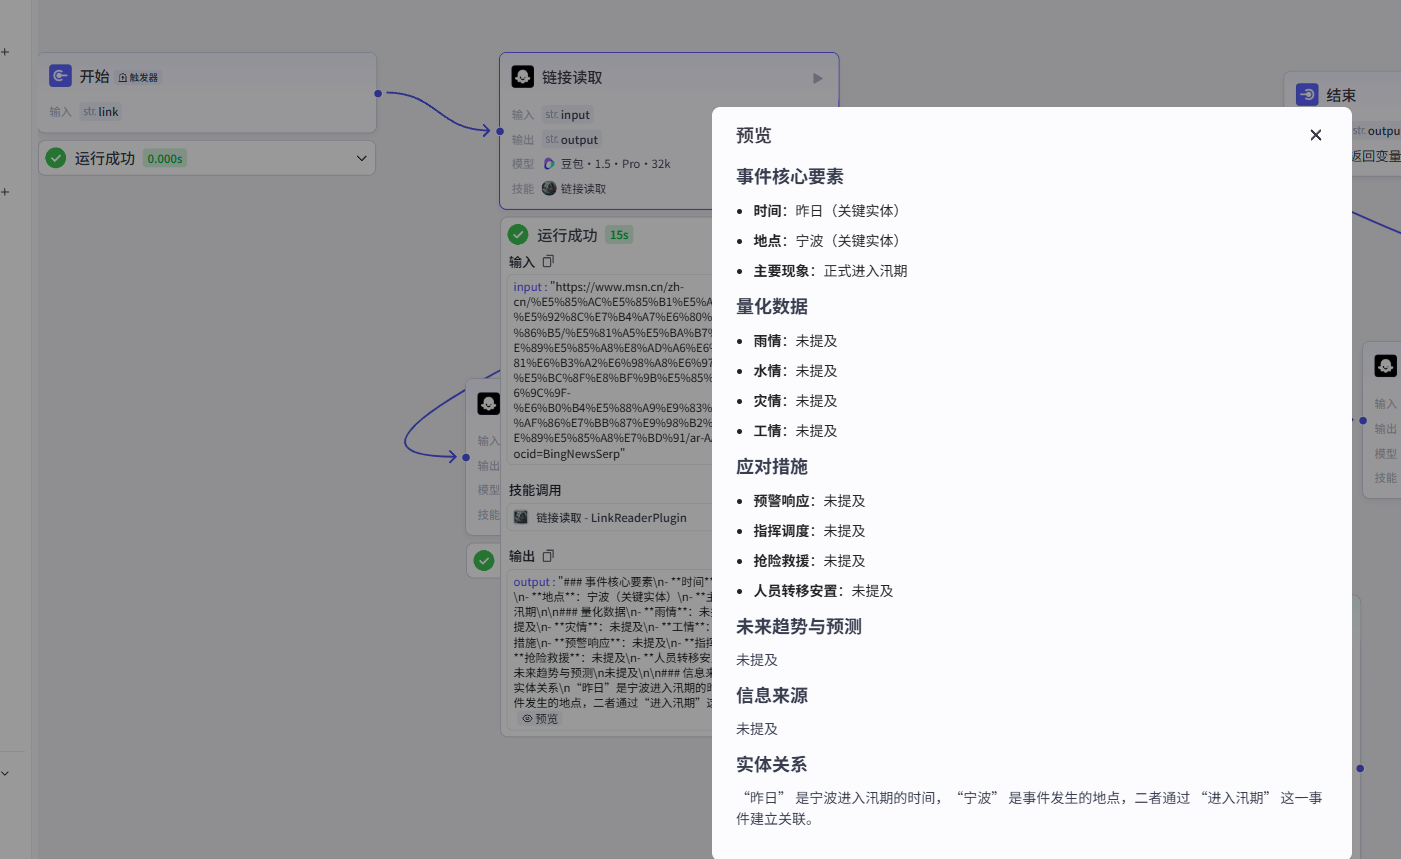 开始 触发器
输入 str. link
运行成功 0.000s
链接读取
输入 str. input
输出 str. output
模型 豆包·1.5·Pro·32k
技能 链接读取
运行成功 15s
输入
input : "https://www.msn.cn/zh-
cn/%E5%85%AC%E5%85%B1%E5%A
%E5%92%8C%E7%B4%A7%E6%80%
%86%B5/%E5%81%A5%E5%BA%B7
E%89%E5%85%A8%E8%AD%A6%E6
81%E6%B3%A2%E6%98%A8%E6%97
%E5%BC%8F%E8%BF%9B%E5%85%
6%9C%9F-
%E6%B0%B4%E5%88%A9%E9%83%
%AF%86%E7%BB%87%E9%98%B2%
E%89%E5%85%A8%E7%BD%91/ar-A
ocid=BingNewsSerp"
技能调用
链接读取 - LinkReaderPlugin
输出
output : "### 事件核心要素\n- **时间**
\n- **地点**：宁波（关键实体）\n- **主
汛期\n\n### 量化数据\n- **雨情**：未
提及\n- **灾情**：未提及\n- **工情**：
措施\n- **预警响应**：未提及\n- **指挥
**抢险救援**：未提及\n- **人员转移安
未来趋势与预测\n未提及\n\n### 信息来
实体关系\n“昨日”是宁波进入汛期的时
件发生的地点，二者通过“进入汛期”这
预览
输入
输出
模型
技能
预览
事件核心要素
• 时间：昨日（关键实体）
• 地点：宁波（关键实体）
• 主要现象：正式进入汛期
量化数据
• 雨情：未提及
• 水情：未提及
• 灾情：未提及
• 工情：未提及
应对措施
• 预警响应：未提及
• 指挥调度：未提及
• 抢险救援：未提及
• 人员转移安置：未提及
未来趋势与预测
未提及
信息来源
未提及
实体关系
“昨日” 是宁波进入汛期的时间，“宁波” 是事件发生的地点，二者通过 “进入汛期” 这一事
件建立关联。
结束
str. outpu
返回变量
输入
输出
模型
技能